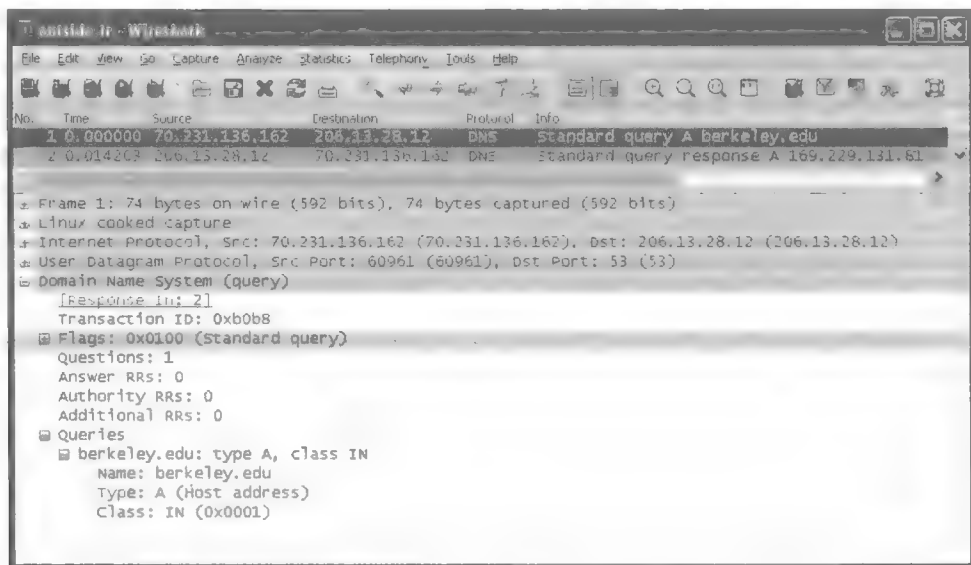 outside.tr - Wireshark
File Edit View Go Capture Analyze Statistics Telephony Tools Help
No. Time Source Destination Protocol Info
1 0.000000 70.231.136.162 206.13.28.12 DNS Standard query A berkeley.edu
2 0.014263 206.13.28.12 70.231.136.162 DNS Standard query response A 169.229.131.81
Frame 1: 74 bytes on wire (592 bits), 74 bytes captured (592 bits)
Linux cooked capture
Internet Protocol, Src: 70.231.136.162 (70.231.136.162), Dst: 206.13.28.12 (206.13.28.12)
User Datagram Protocol, Src Port: 60961 (60961), Dst Port: 53 (53)
Domain Name System (query)
[Response In: 2]
Transaction ID: 0xb0b8
Flags: 0x0100 (Standard query)
Questions: 1
Answer RRs: 0
Authority RRs: 0
Additional RRs: 0
Queries
berkeley.edu: type A, class IN
Name: berkeley.edu
Type: A (Host address)
Class: IN (0x0001)